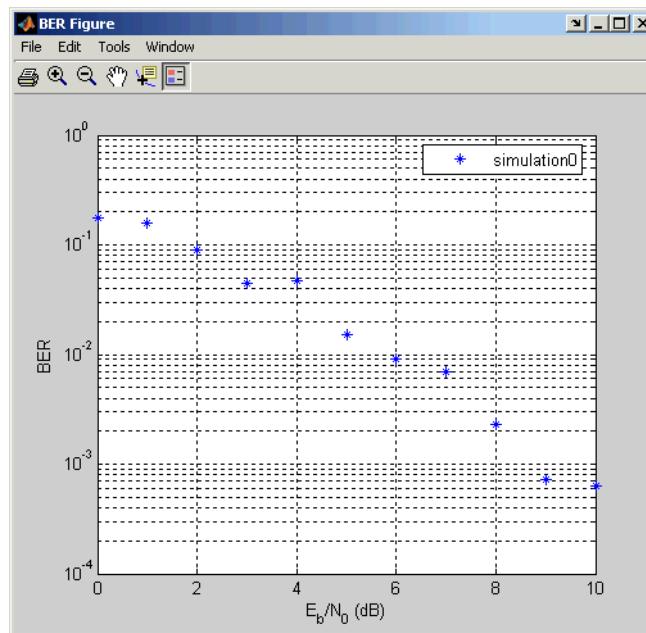 BER Figure
File Edit Tools Window
simulation0
10^0
10^-1
10^-2
10^-3
10^-4
BER
0 2 4 6 8 10
E_b/N_0 (dB)